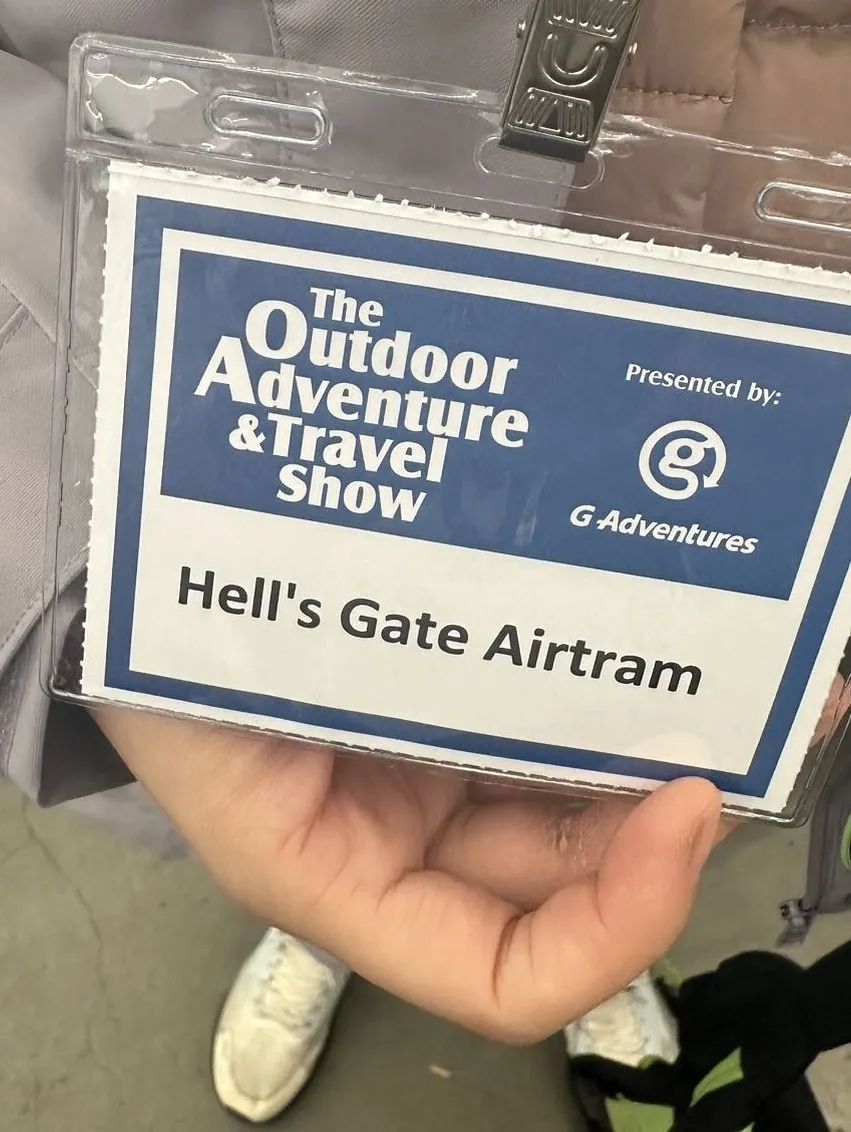 The
Outdoor
Adventure
&Travel
Show
Presented by:
g
G Adventures
Hell's Gate Airtram